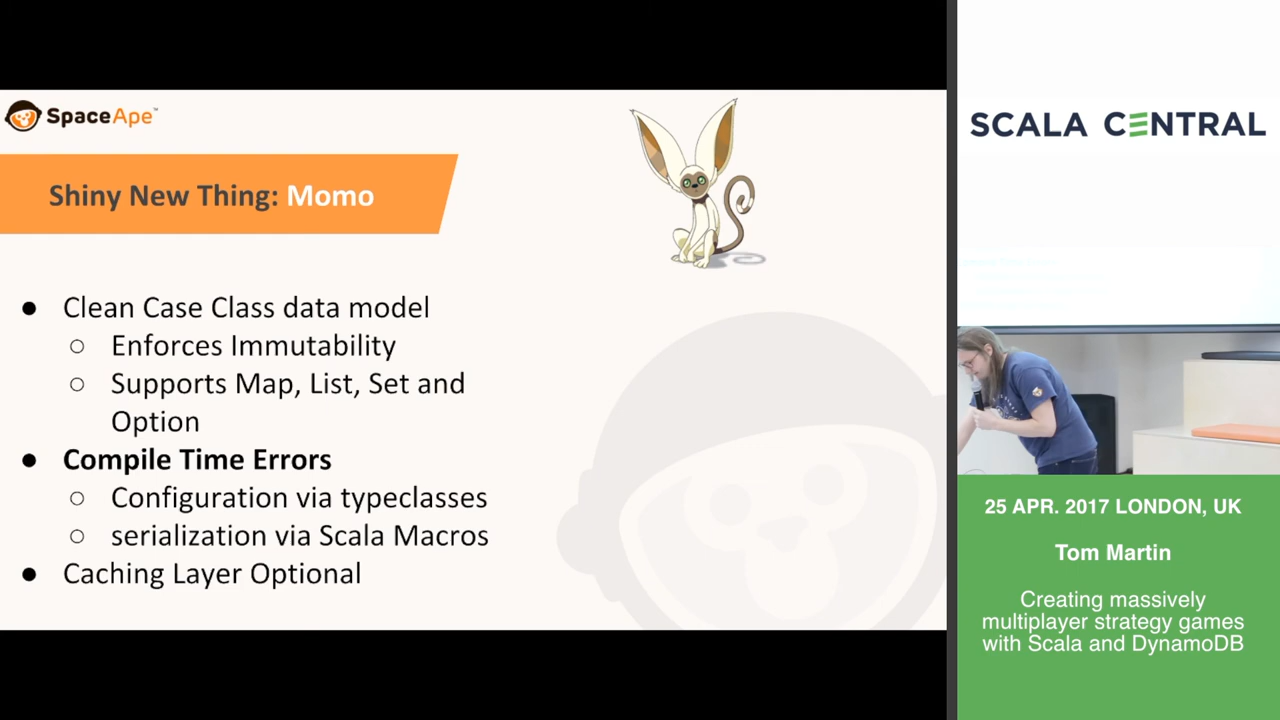 SpaceApe™
Shiny New Thing: Momo
● Clean Case Class data model
○ Enforces Immutability
○ Supports Map, List, Set and
Option
● Compile Time Errors
○ Configuration via typeclasses
○ serialization via Scala Macros
● Caching Layer Optional
SCALA CENTRAL
25 APR. 2017 LONDON, UK
Tom Martin
Creating massively
multiplayer strategy games
with Scala and DynamoDB